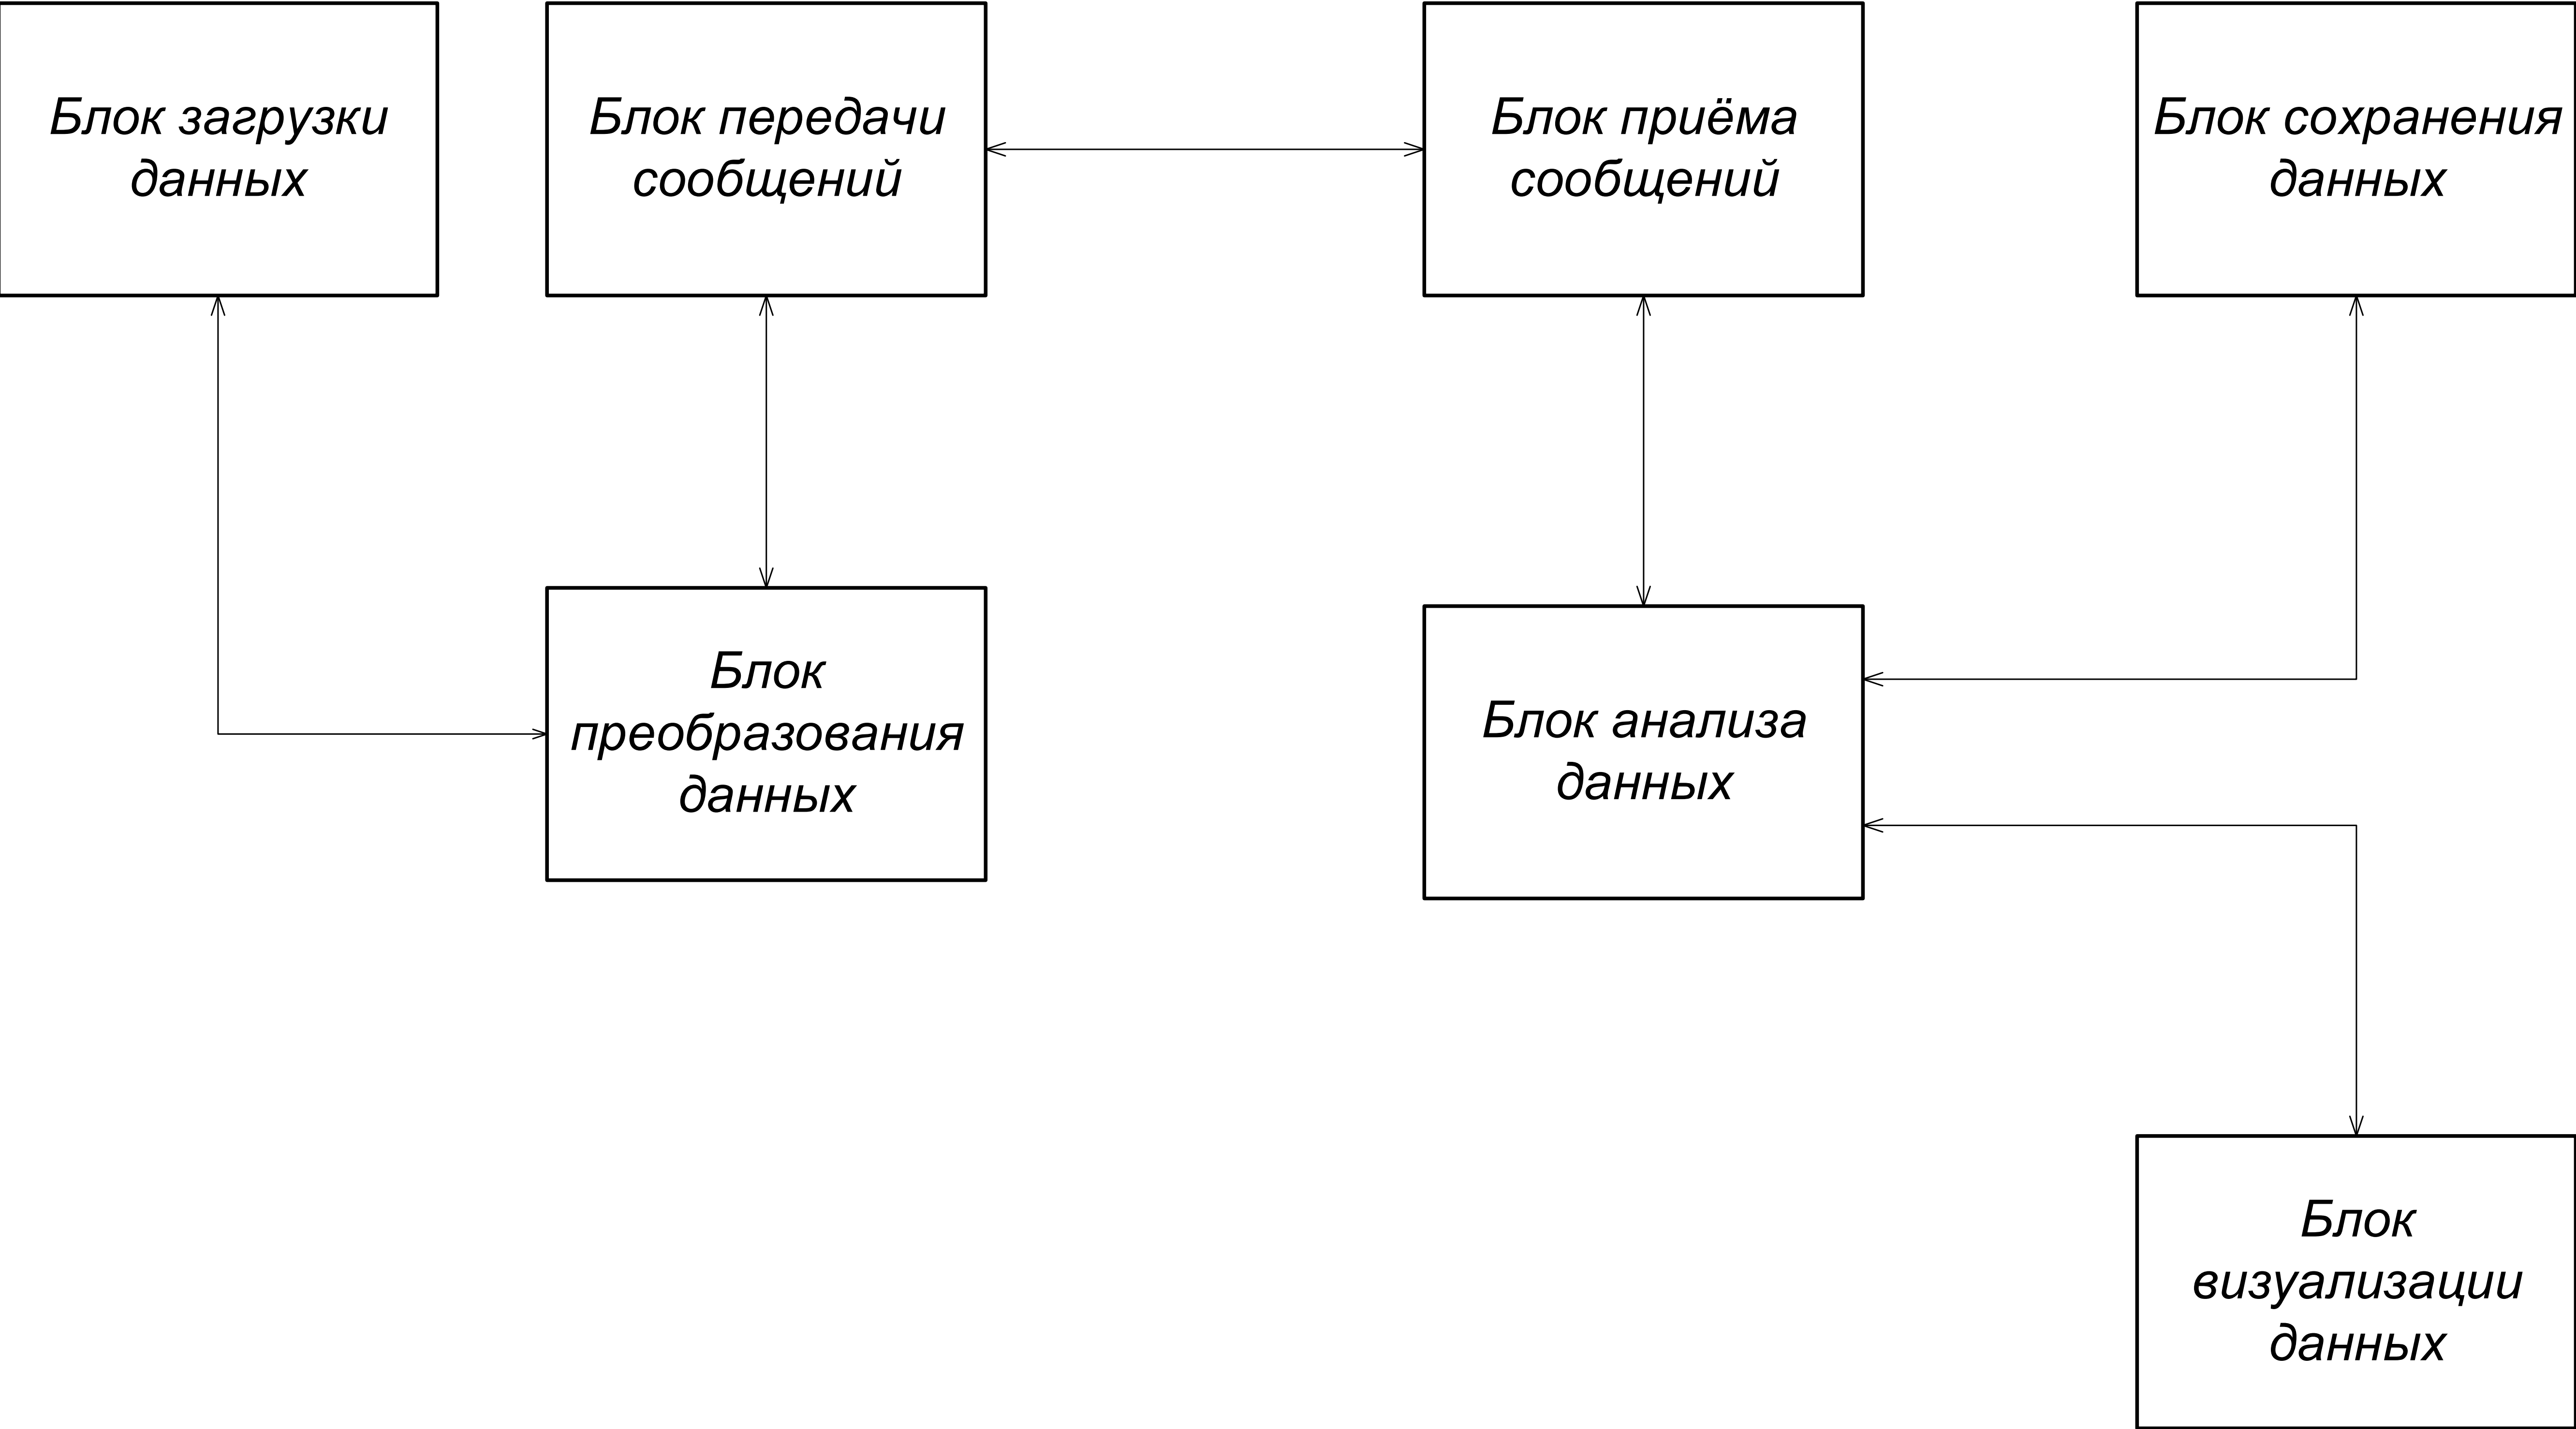 Блок загрузки
данных
Блок передачи
сообщений
Блок приёма
сообщений
Блок сохранения
данных
Блок
преобразования
данных
Блок анализа
данных
Блок
визуализации
данных